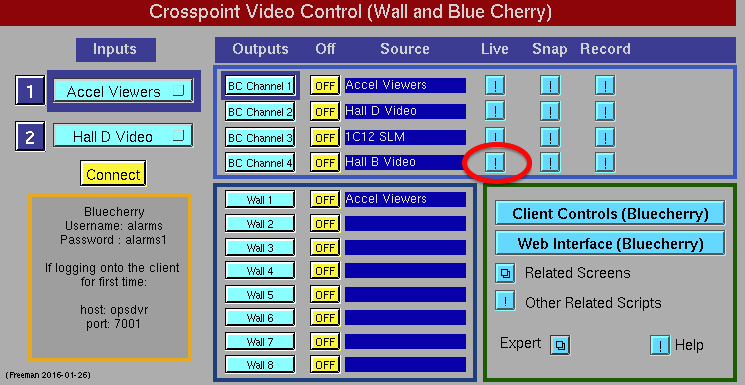 Crosspoint Video Control (Wall and Blue Cherry)
Inputs
Outputs Off Source Live Snap Record
1 Accel Viewers
2 Hall D Video
Connect
BC Channel 1 OFF Accel Viewers ! ! !
BC Channel 2 OFF Hall D Video ! ! !
BC Channel 3 OFF 1C12 SLM ! ! !
BC Channel 4 OFF Hall B Video ! ! !
Bluecherry
Username: alarms
Password : alarms1
If logging onto the client
for first time:
host: opsdvr
port: 7001
Wall 1 OFF Accel Viewers
Wall 2 OFF
Wall 3 OFF
Wall 4 OFF
Wall 5 OFF
Wall 6 OFF
Wall 7 OFF
Wall 8 OFF
Client Controls (Bluecherry)
Web Interface (Bluecherry)
Related Screens
! Other Related Scripts
Expert ! Help
(Freeman 2016-01-26)